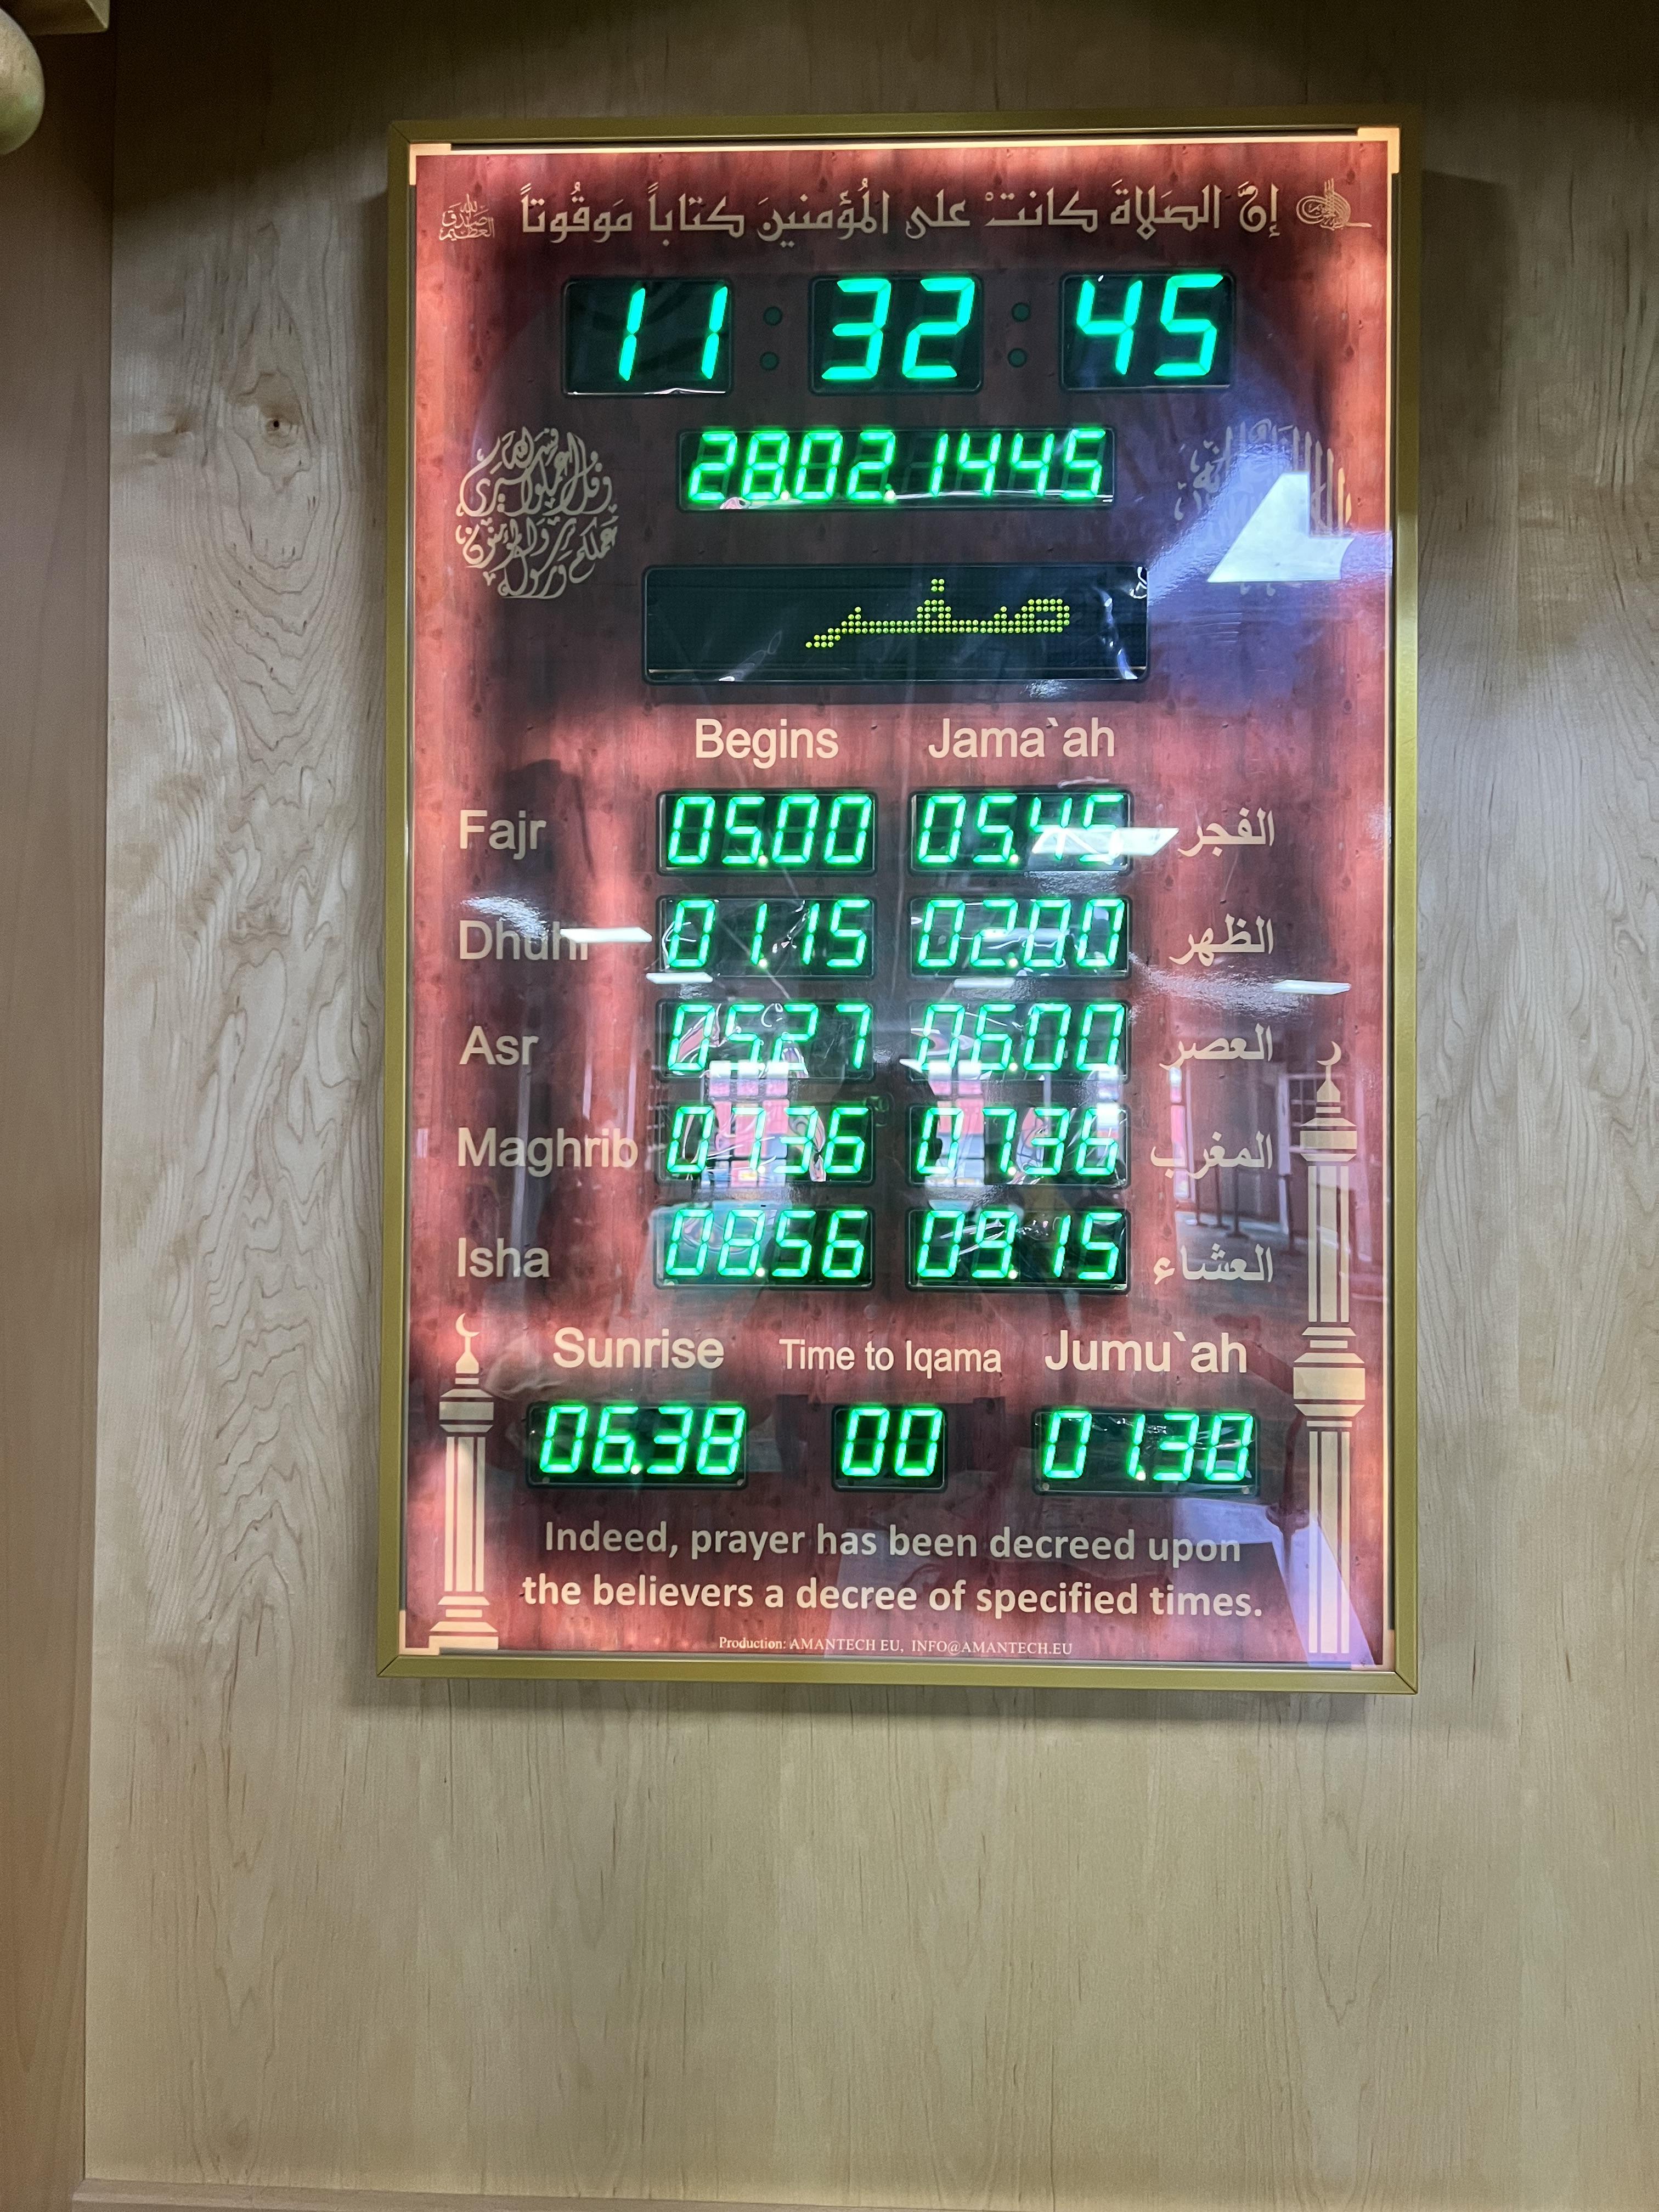 إنَّ الصَلاةَ كانتْ على المُؤمنينَ كتاباً مَوقُوتاً
صدق الله العظيم
11 : 32 : 45
28.02.1445
صفر
Begins Jama`ah
Fajr 05.00 05.45 الفجر
Dhuhr 01.15 02.00 الظهر
Asr 05.27 06.00 العصر
Maghrib 07.36 07.36 المغرب
Isha 08.56 09.15 العشاء
Sunrise Time to Iqama Jumu`ah
06.38 00 01.30
Indeed, prayer has been decreed upon
the believers a decree of specified times.
Production: AMANTECH EU, INFO@AMANTECH.EU